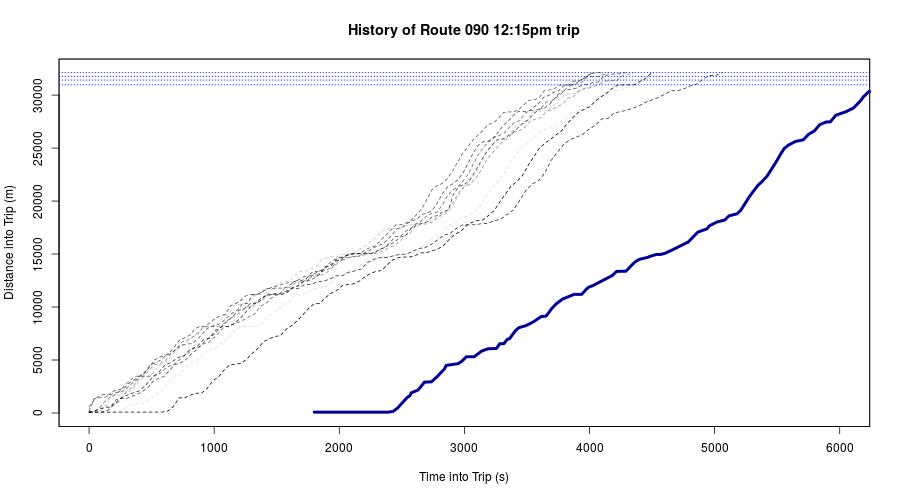 History of Route 090 12:15pm trip
Distance into Trip (m)
30000
25000
20000
15000
10000
5000
0
0 1000 2000 3000 4000 5000 6000
Time into Trip (s)